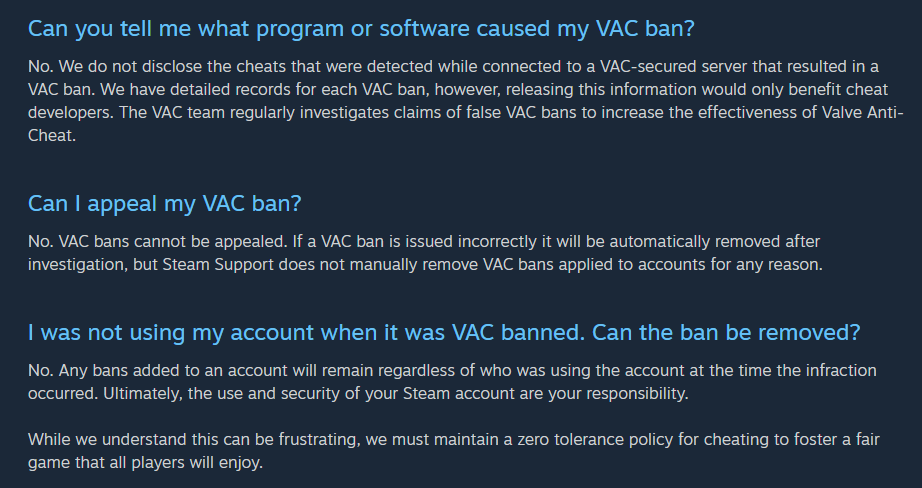 Can you tell me what program or software caused my VAC ban?
No. We do not disclose the cheats that were detected while connected to a VAC-secured server that resulted in a
VAC ban. We have detailed records for each VAC ban, however, releasing this information would only benefit cheat
developers. The VAC team regularly investigates claims of false VAC bans to increase the effectiveness of Valve Anti-
Cheat.
Can I appeal my VAC ban?
No. VAC bans cannot be appealed. If a VAC ban is issued incorrectly it will be automatically removed after
investigation, but Steam Support does not manually remove VAC bans applied to accounts for any reason.
I was not using my account when it was VAC banned. Can the ban be removed?
No. Any bans added to an account will remain regardless of who was using the account at the time the infraction
occurred. Ultimately, the use and security of your Steam account are your responsibility.
While we understand this can be frustrating, we must maintain a zero tolerance policy for cheating to foster a fair
game that all players will enjoy.